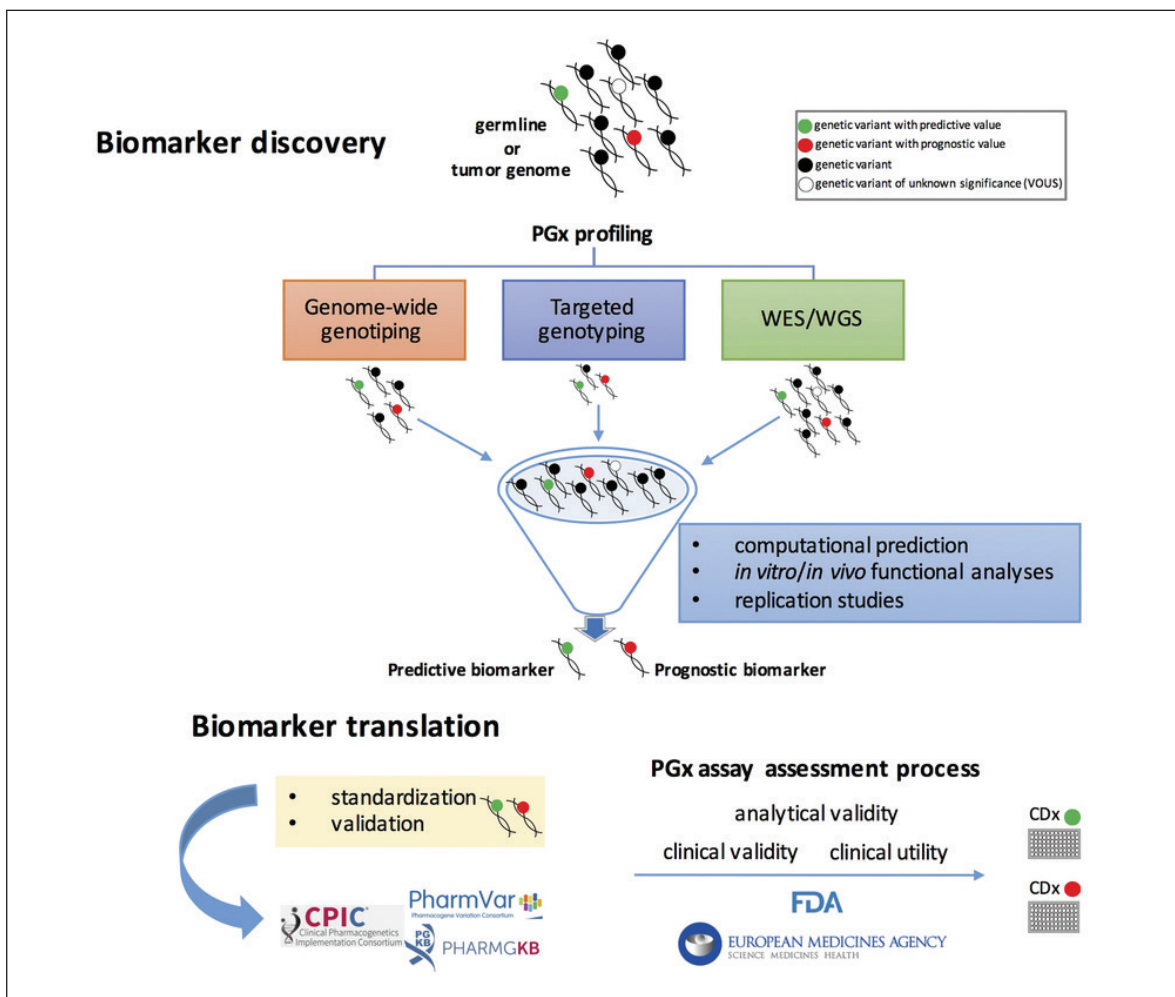 Biomarker discovery
germline
or
tumor genome
genetic variant with predictive value
genetic variant with prognostic value
genetic variant
genetic variant of unknown significance (VOUS)
PGx profiling
Genome-wide
genotiping
Targeted
genotyping
WES/WGS
• computational prediction
• in vitro/in vivo functional analyses
• replication studies
Predictive biomarker
Prognostic biomarker
Biomarker translation
• standardization
• validation
CPIC®
Clinical Pharmacogenetics
Implementation Consortium
PharmVar
Pharmacogene Variation Consortium
PG
KB
PHARMGKB
PGx assay assessment process
analytical validity
clinical validity clinical utility
FDA
EUROPEAN MEDICINES AGENCY
SCIENCE MEDICINES HEALTH
CDx
CDx